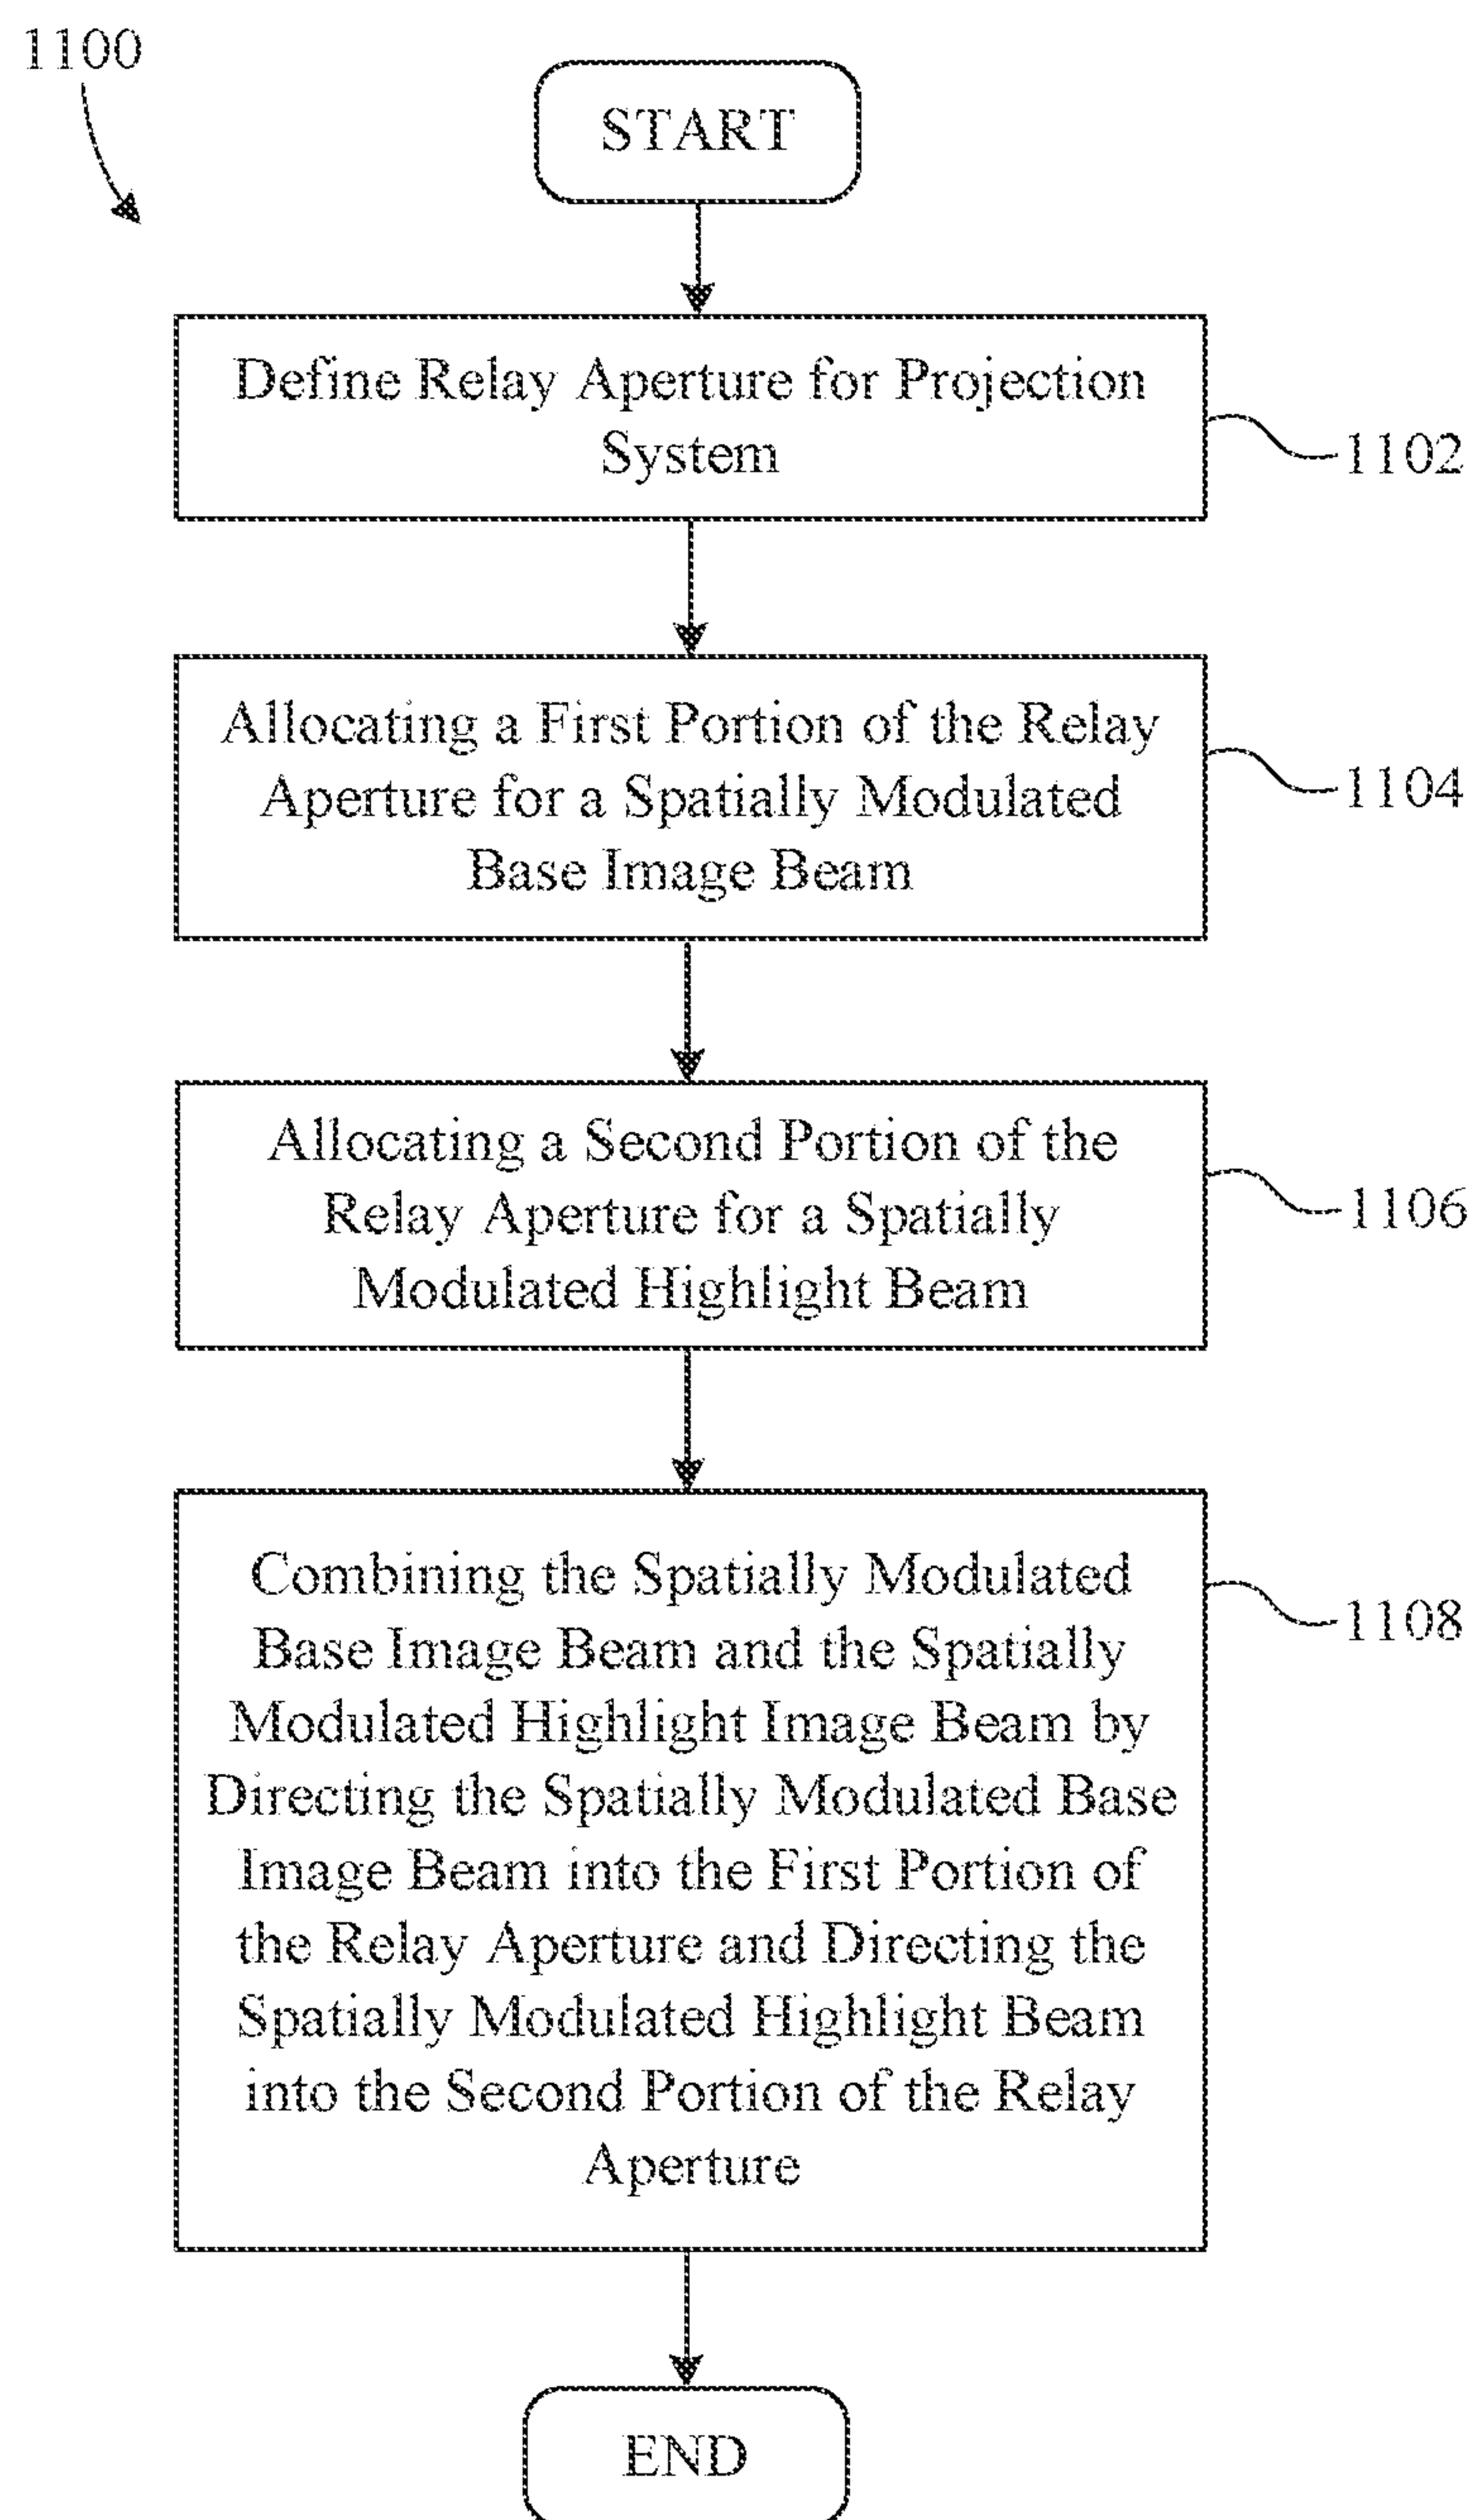 1100
START
Define Relay Aperture for Projection
System
1102
Allocating a First Portion of the Relay
Aperture for a Spatially Modulated
Base Image Beam
1104
Allocating a Second Portion of the
Relay Aperture for a Spatially
Modulated Highlight Beam
1106
Combining the Spatially Modulated
Base Image Beam and the Spatially
Modulated Highlight Image Beam by
Directing the Spatially Modulated Base
Image Beam into the First Portion of
the Relay Aperture and Directing the
Spatially Modulated Highlight Beam
into the Second Portion of the Relay
Aperture
1108
END